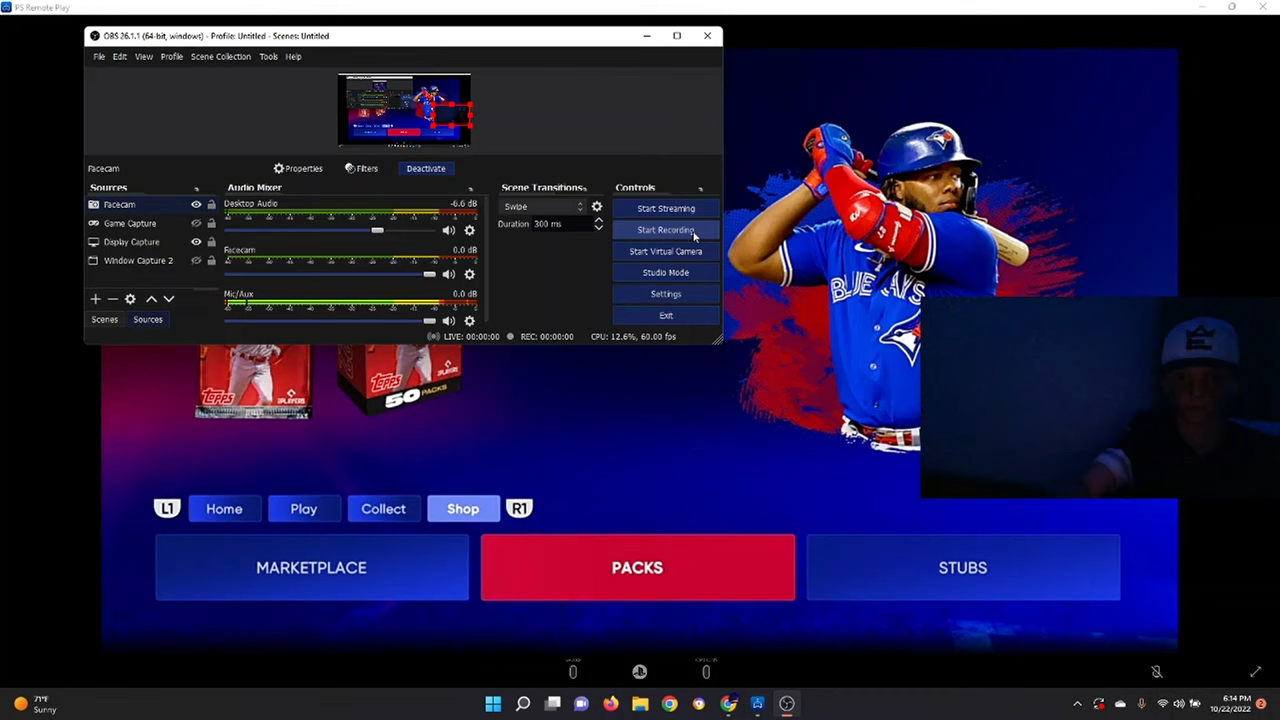 PS Remote Play
OBS 26.1.1 (64-bit, windows) - Profile: Untitled - Scenes: Untitled
File Edit View Profile Scene Collection Tools Help
Facecam Properties Filters Deactivate
Sources Audio Mixer Scene Transitions Controls
Facecam
Game Capture
Display Capture
Window Capture 2
Scenes Sources
Desktop Audio -6.6 dB
Facecam 0.0 dB
Mic/Aux 0.0 dB
Swipe
Duration 300 ms
Start Streaming
Start Recording
Start Virtual Camera
Studio Mode
Settings
Exit
LIVE: 00:00:00 REC: 00:00:00 CPU: 12.6%, 60.00 fps
BLUE JAYS
Topps
PLAYERS
Topps
50 PACKS
L1 Home Play Collect Shop R1
MARKETPLACE PACKS STUBS
71°F
Sunny
6:14 PM
10/22/2022
2